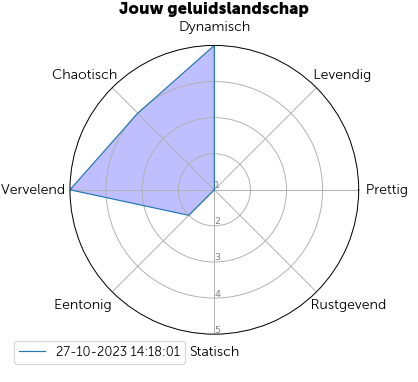 Jouw geluidslandschap
Dynamisch
Chaotisch
Levendig
Vervelend
1
Prettig
2
3
4
Eentonig
Rustgevend
5
27-10-2023 14:18:01
Statisch